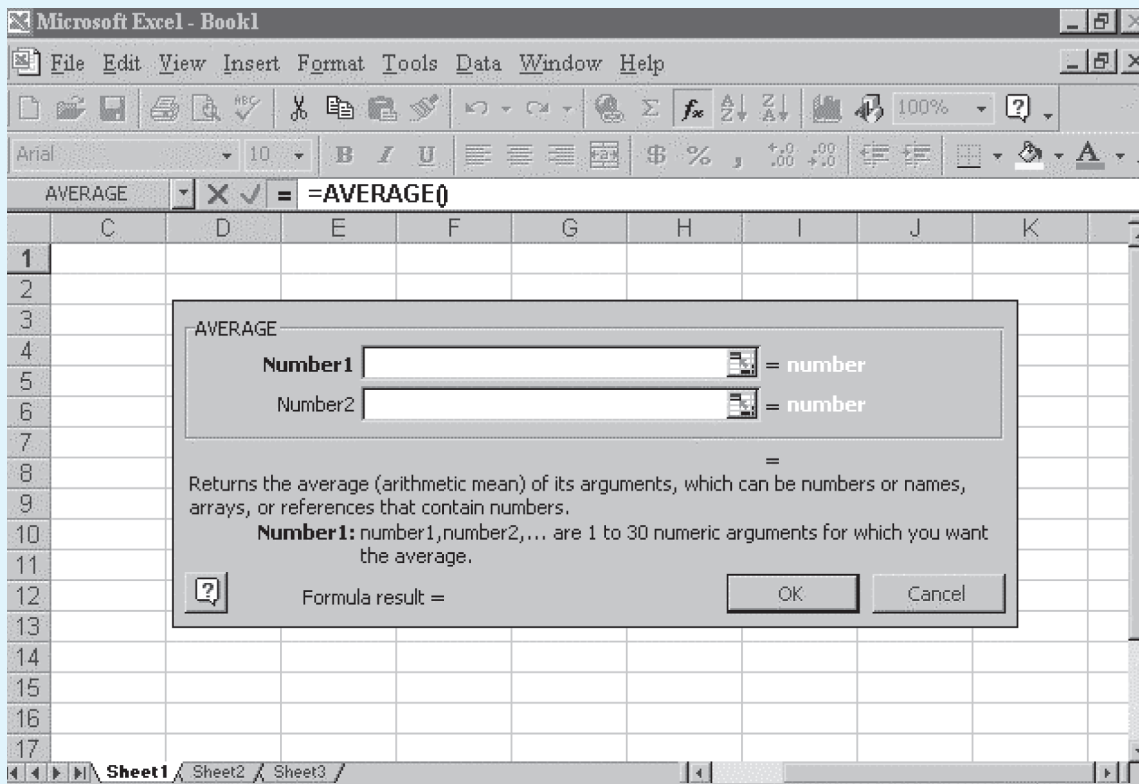 Microsoft Excel - Book1
File Edit View Insert Format Tools Data Window Help
ABC Σ fx A Z Z A 100% ?
Arial 10 B I U $ % , .00 .00 A
AVERAGE = =AVERAGE()
C D E F G H I J K
1
2
3
AVERAGE
4
Number1 = number
5
6
Number2 = number
7
8
=
Returns the average (arithmetic mean) of its arguments, which can be numbers or names,
9
arrays, or references that contain numbers.
10
Number1: number1,number2,... are 1 to 30 numeric arguments for which you want
11
the average.
12
? Formula result = OK Cancel
13
14
15
16
17
Sheet1 Sheet2 Sheet3